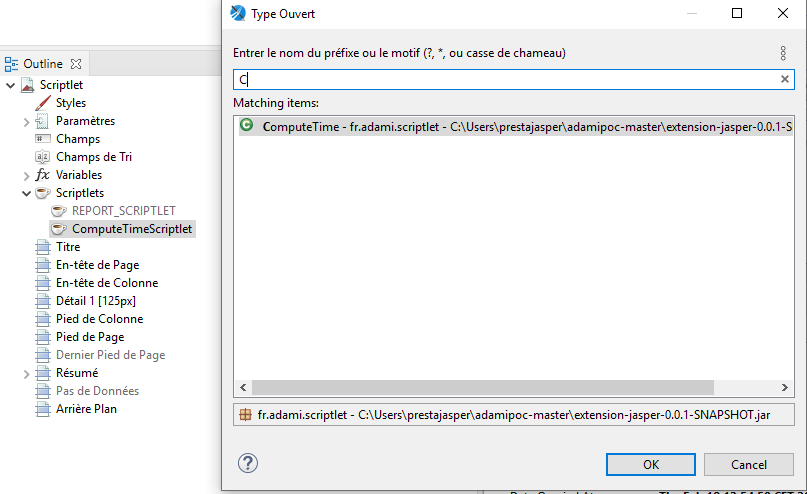 Type Ouvert
Outline
Scriptlet
Styles
Paramètres
Champs
Champs de Tri
fx Variables
Scriptlets
REPORT_SCRIPTLET
ComputeTimeScriptlet
Titre
En-tête de Page
En-tête de Colonne
Détail 1 [125px]
Pied de Colonne
Pied de Page
Dernier Pied de Page
Résumé
Pas de Données
Arrière Plan
Entrer le nom du préfixe ou le motif (?, *, ou casse de chameau)
C
Matching items:
ComputeTime - fr.adami.scriptlet - C:\Users\prestajasper\adamipoc-master\extension-jasper-0.0.1-S
fr.adami.scriptlet - C:\Users\prestajasper\adamipoc-master\extension-jasper-0.0.1-SNAPSHOT.jar
OK
Cancel